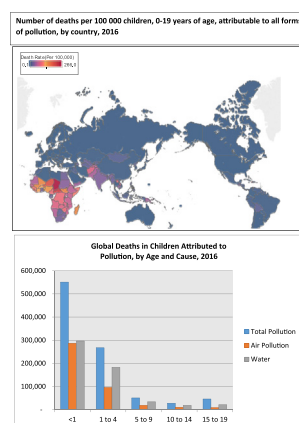 Number of deaths per 100 000 children, 0-19 years of age, attributable to all forms
of pollution, by country, 2016
Death Rate(Per 100,000)
Global Deaths in Children Attributed to
Pollution, by Age and Cause, 2016
600,000
500,000
400,000
300,000
200,000
100,000
-
Total Pollution
Air Pollution
Water
<1
1 to 4
5 to 9
10 to 14
15 to 19